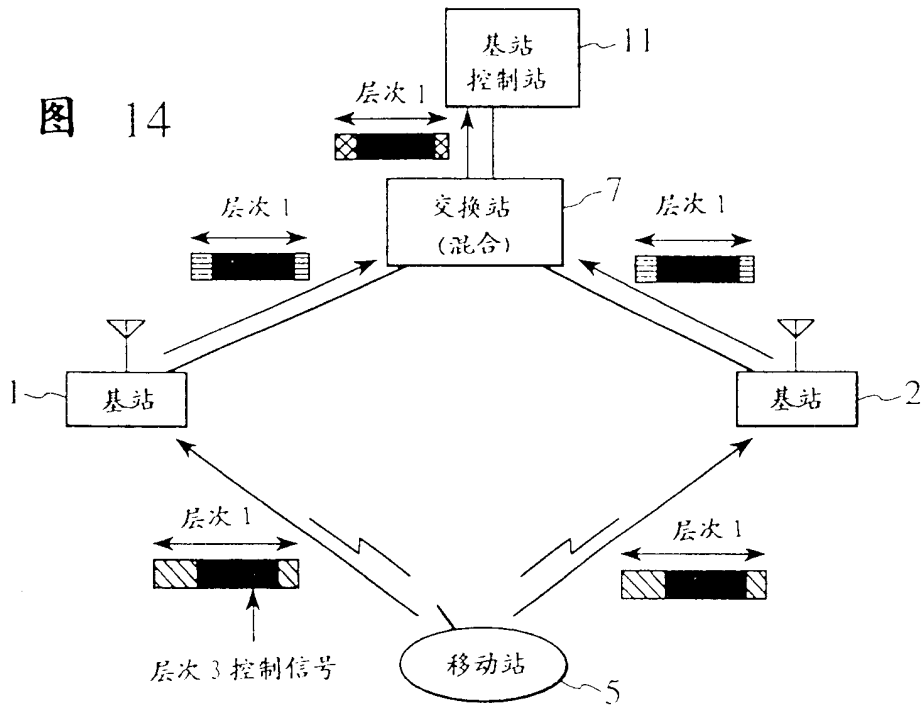 图 14
基站
控制站
11
层次 1
交换站
(混合)
7
层次 1
层次 1
1
基站
基站
2
层次 1
层次 1
层次 3 控制信号
移动站
5